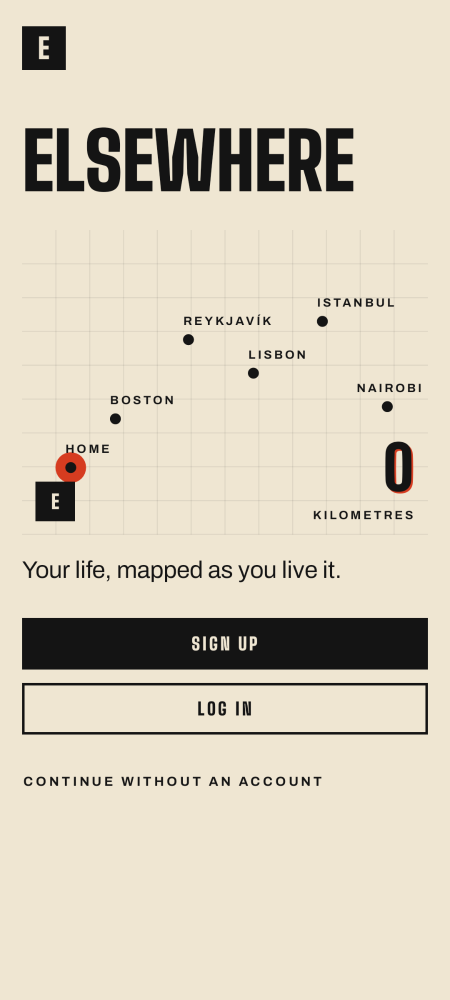 E
ELSEWHERE
ISTANBUL
REYKJAVÍK
LISBON
NAIROBI
BOSTON
HOME
0
E
KILOMETRES
Your life, mapped as you live it.
SIGN UP
LOG IN
CONTINUE WITHOUT AN ACCOUNT